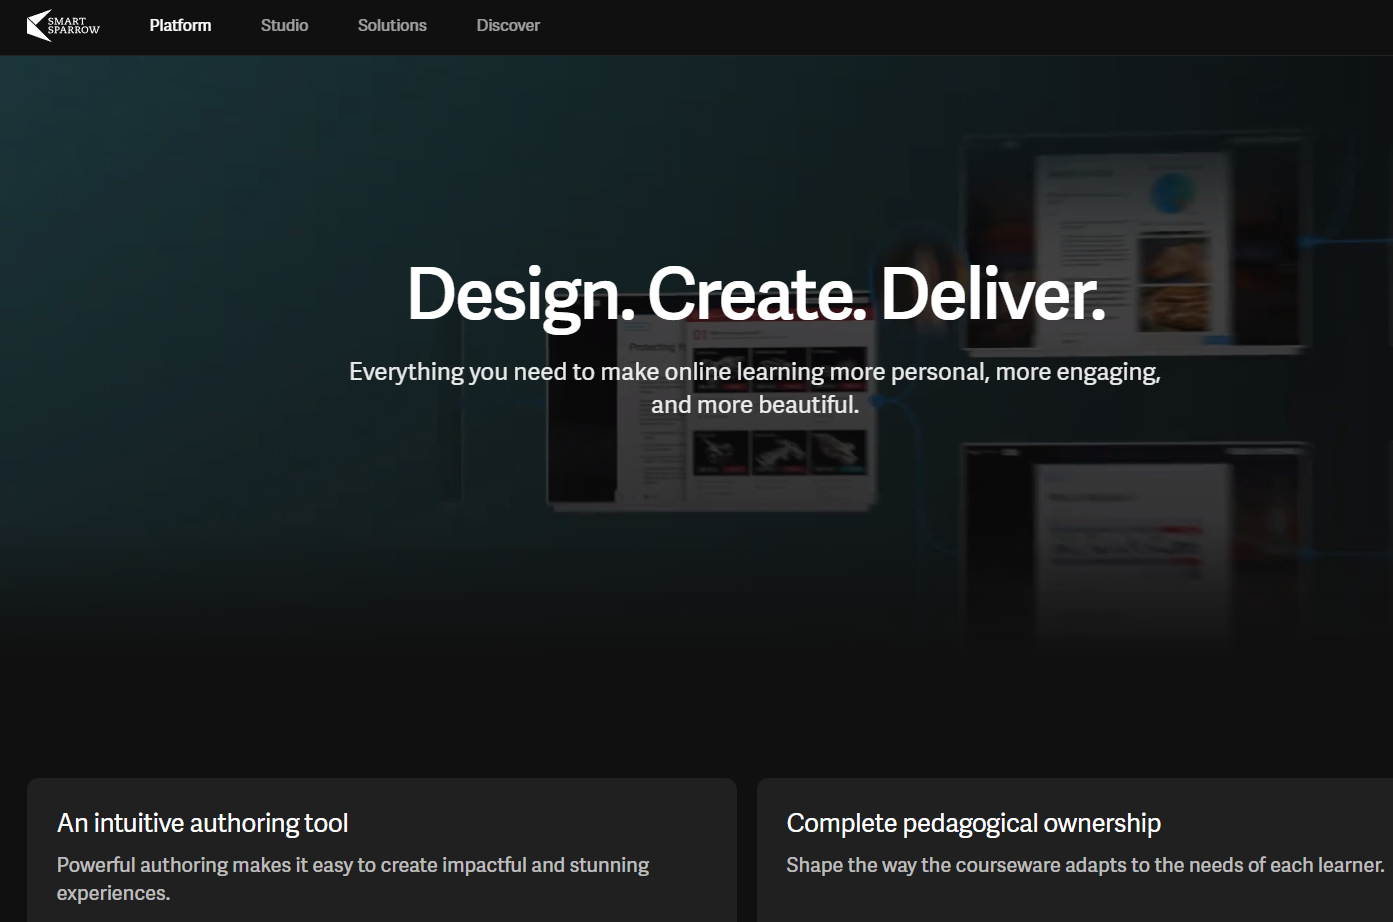 SMART
SPARROW
Platform
Studio
Solutions
Discover
Design. Create. Deliver.
Everything you need to make online learning more personal, more engaging,
and more beautiful.
01
An intuitive authoring tool
Powerful authoring makes it easy to create impactful and stunning
experiences.
Complete pedagogical ownership
Shape the way the courseware adapts to the needs of each learner.